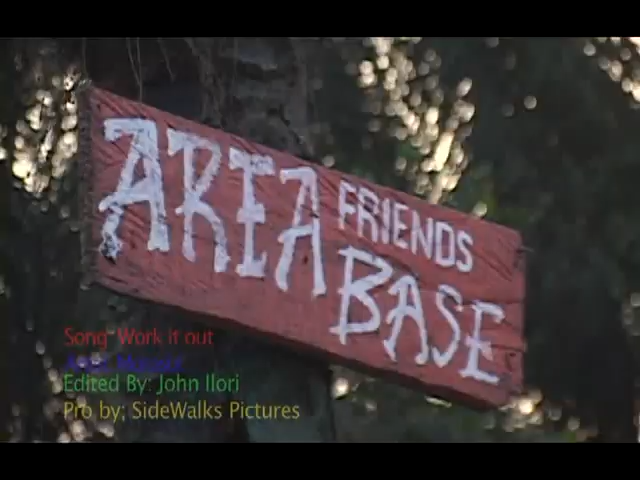 AREA FRIENDS
BASE
Song: Work it out
Edited By: John Ilori
Pro by; SideWalks Pictures